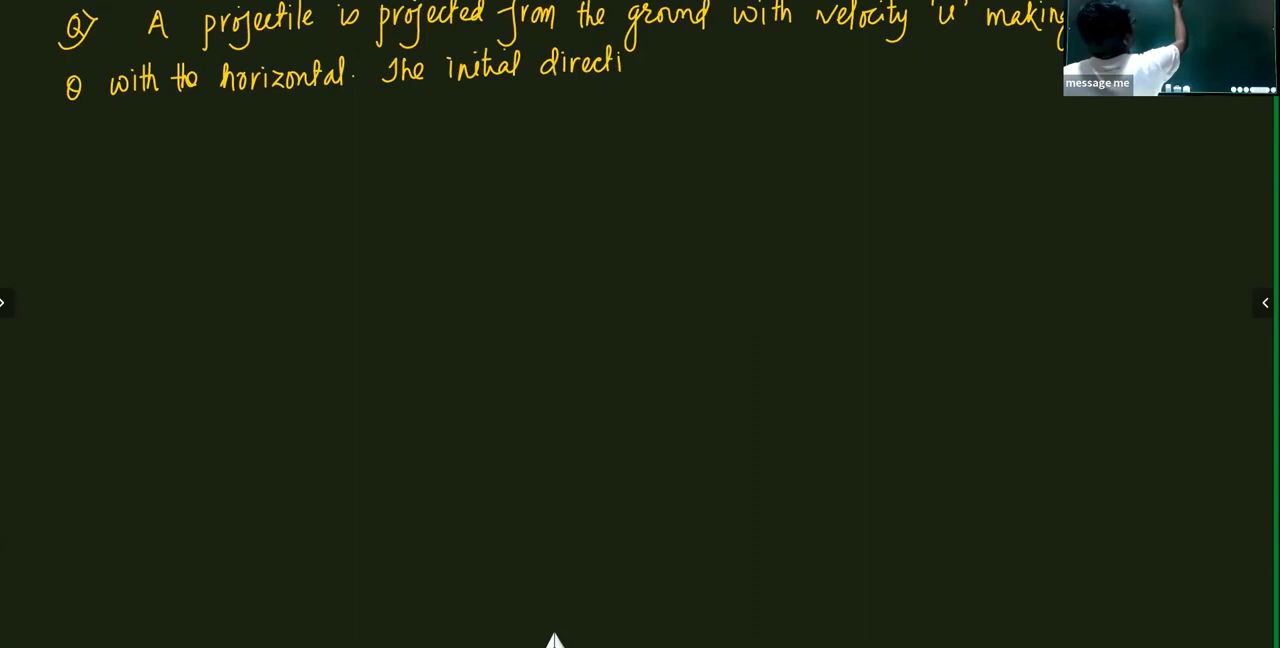 Q) A projectile is projected from the ground with velocity 'u' making
θ with the horizontal. The initial directi
message me